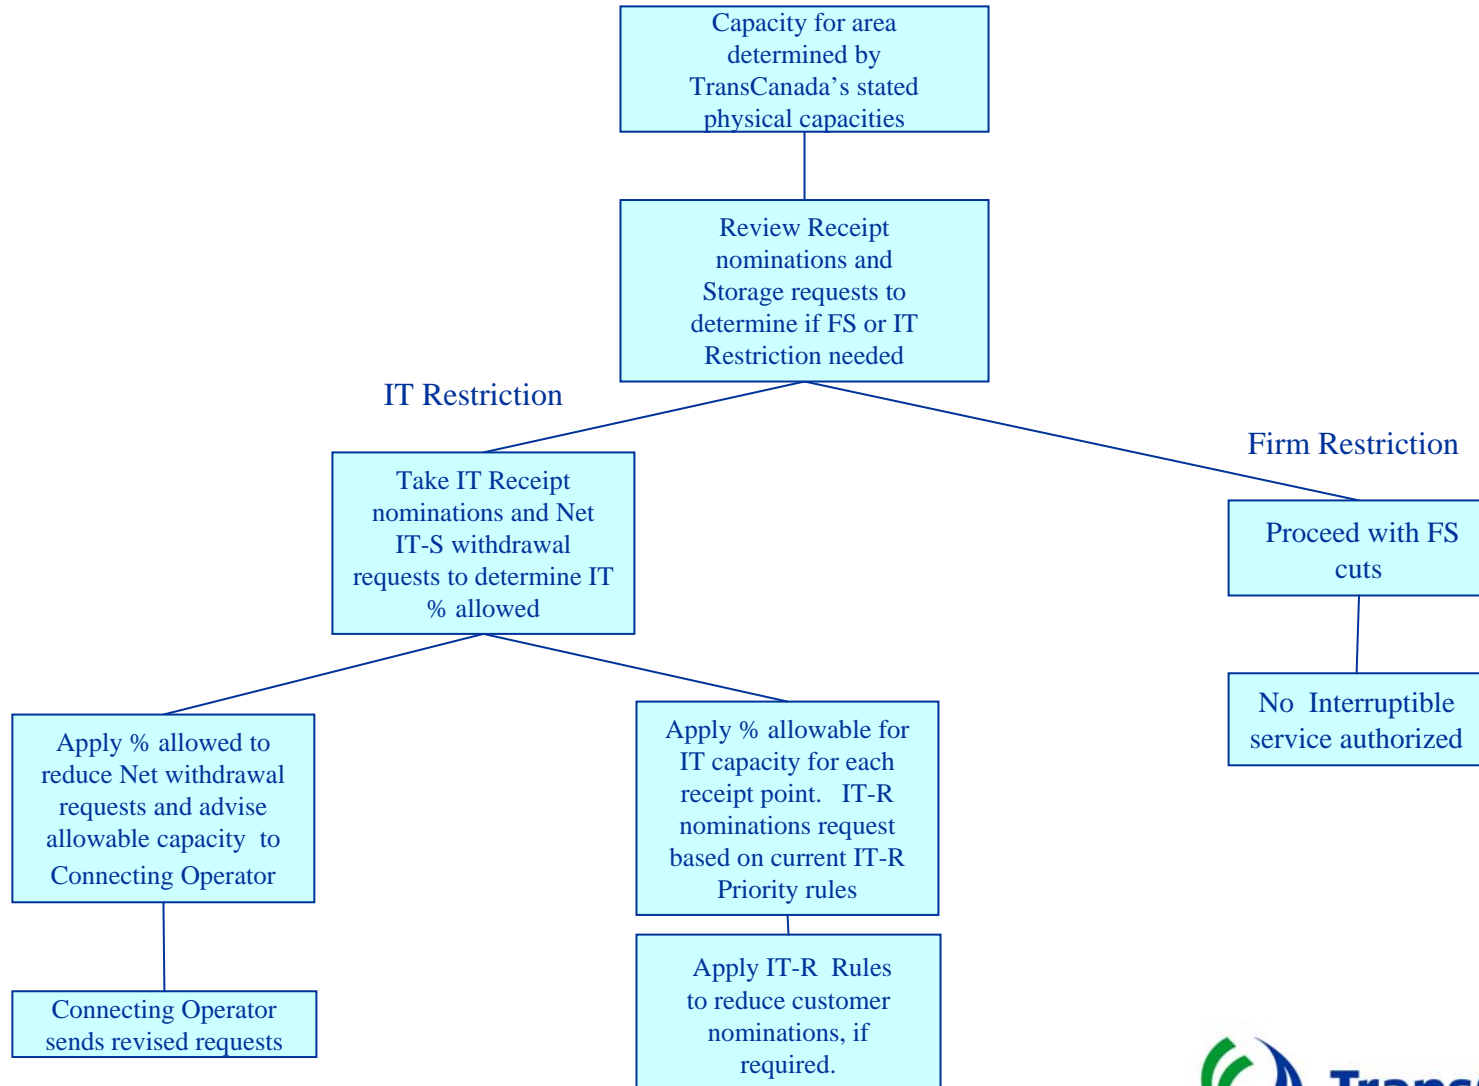 Capacity for area
determined by
TransCanada’s stated
physical capacities
Review Receipt
nominations and
Storage requests to
determine if FS or IT
Restriction needed
IT Restriction
Firm Restriction
Take IT Receipt
nominations and Net
IT-S withdrawal
requests to determine IT
% allowed
Proceed with FS
cuts
No Interruptible
service authorized
Apply % allowed to
reduce Net withdrawal
requests and advise
allowable capacity to
Connecting Operator
Apply % allowable for
IT capacity for each
receipt point. IT-R
nominations request
based on current IT-R
Priority rules
Connecting Operator
sends revised requests
Apply IT-R Rules
to reduce customer
nominations, if
required.